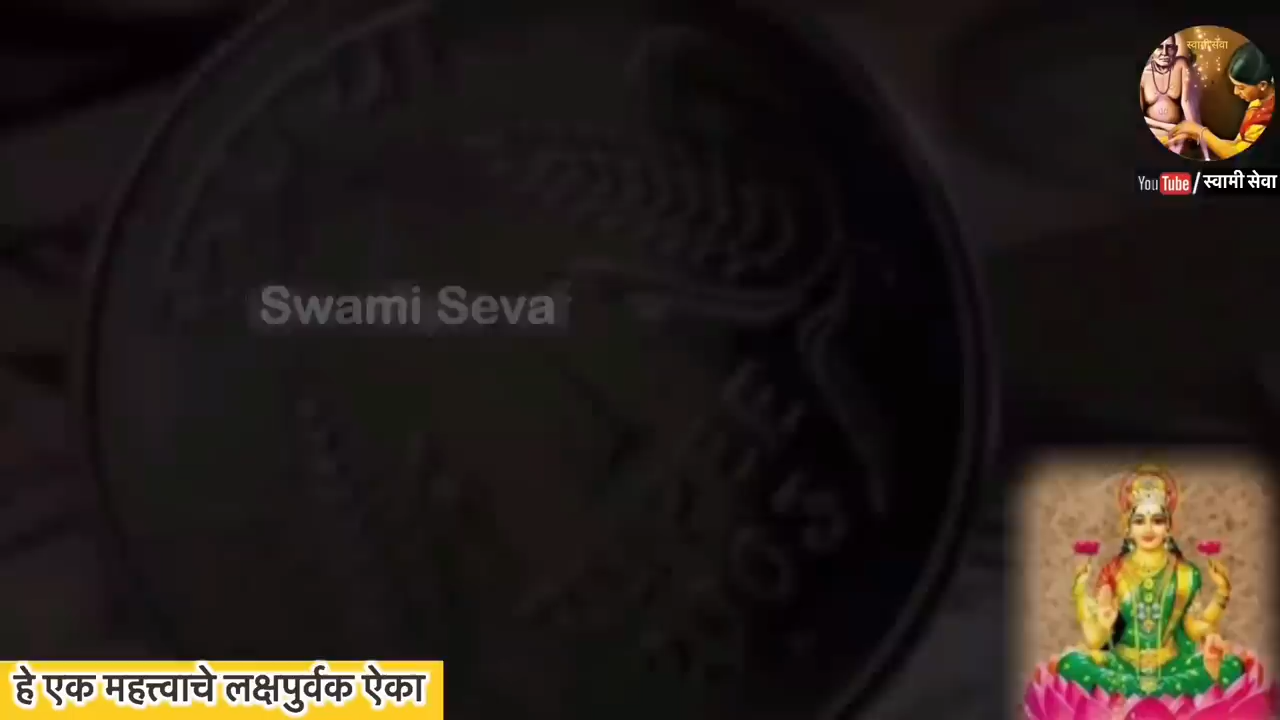 स्वामी सेवा
YouTube / स्वामी सेवा
Swami Seva
हे एक महत्त्वाचे लक्षपुर्वक ऐका